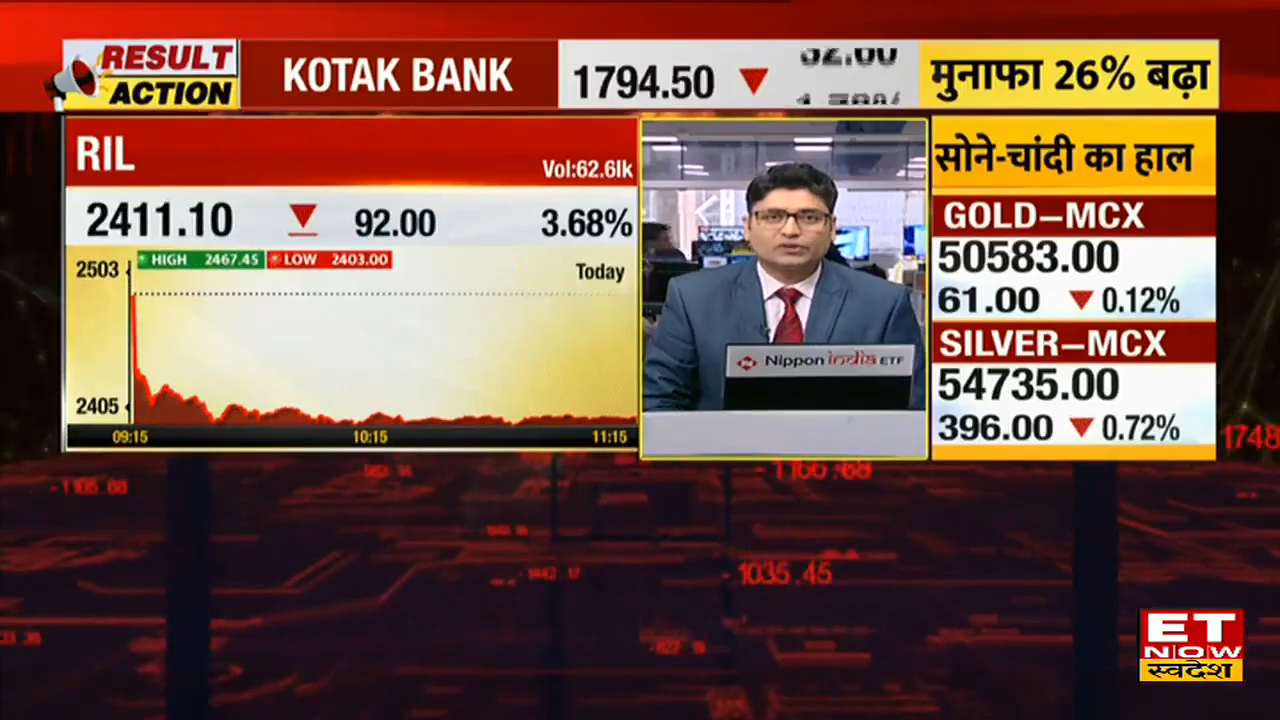 RESULT
ACTION
KOTAK BANK
1794.50
मुनाफा 26% बढ़ा
RIL
Vol:62.6lk
2411.10
92.00
3.68%
HIGH 2467.45
LOW 2403.00
Today
2503
2405
09:15
10:15
11:15
Nippon india ETF
सोने-चांदी का हाल
GOLD–MCX
50583.00
61.00
0.12%
SILVER–MCX
54735.00
396.00
0.72%
1748
-1166.68
-1035.45
ET
NOW
स्वदेश